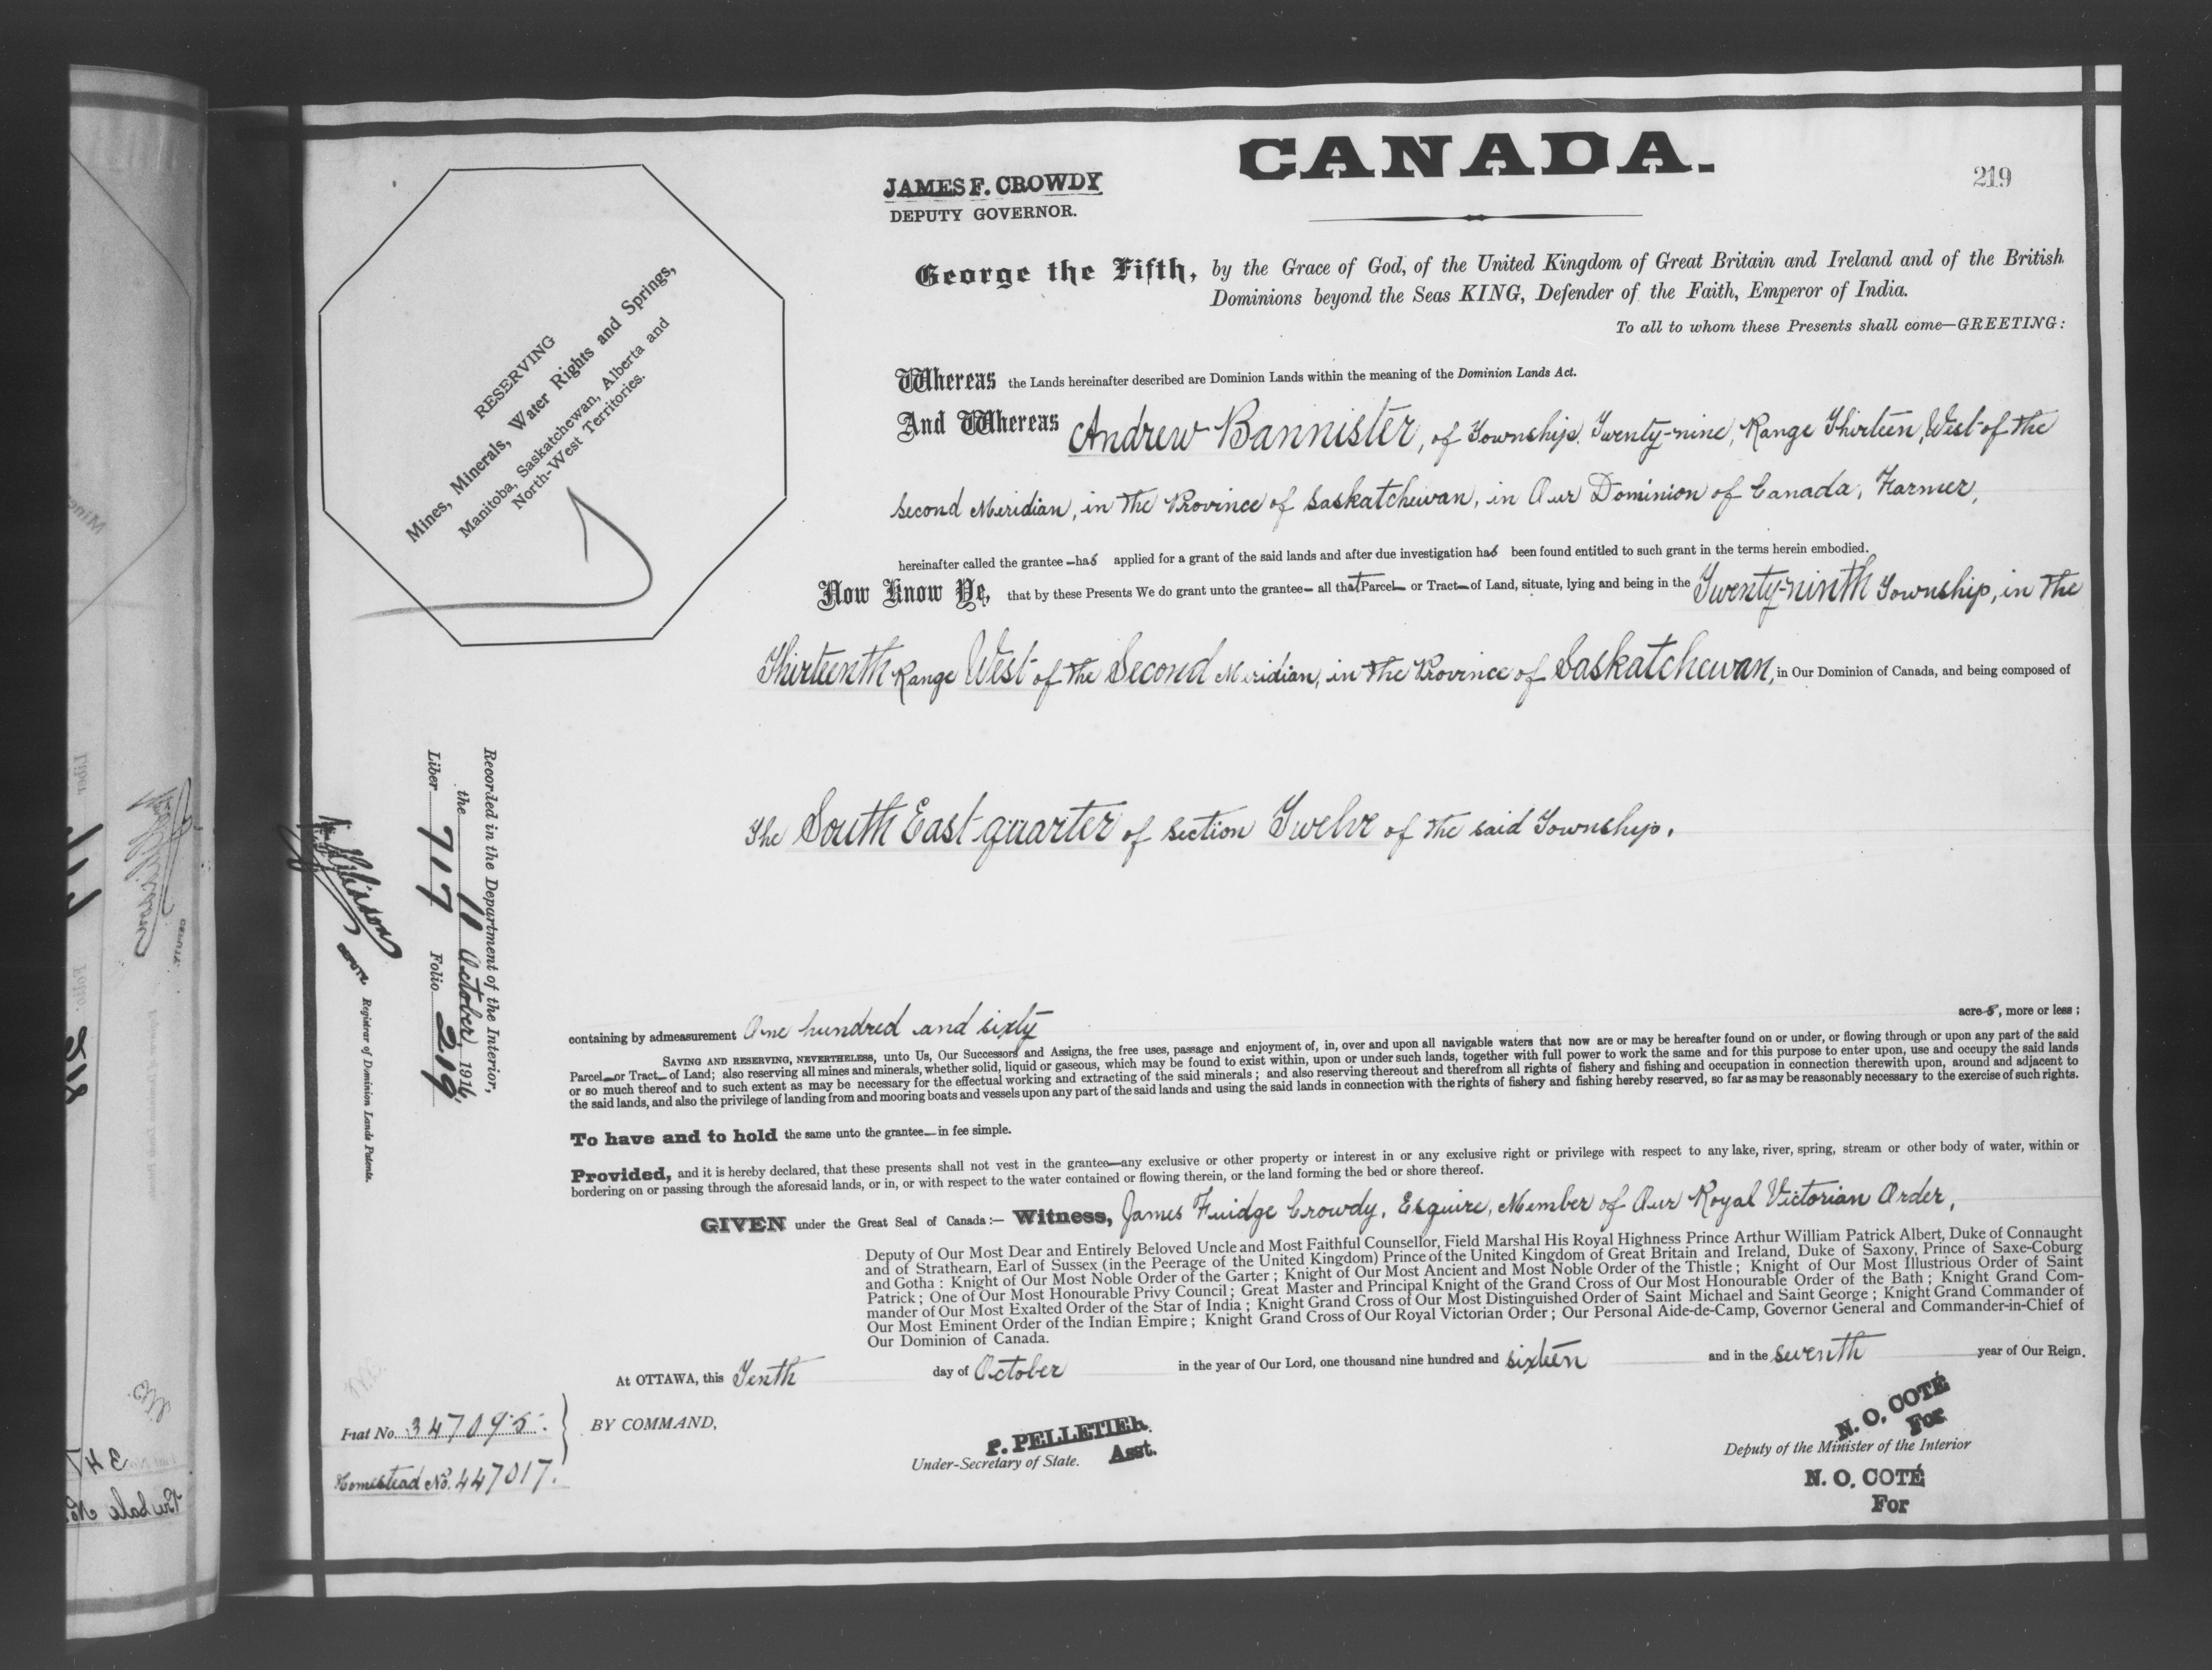 CANADA.
219
JAMES F. CROWDY
DEPUTY GOVERNOR.
George the Fifth, by the Grace of God, of the United Kingdom of Great Britain and Ireland and of the British
Dominions beyond the Seas KING, Defender of the Faith, Emperor of India.
To all to whom these Presents shall come—GREETING:
RESERVING
Mines, Minerals, Water Rights and Springs,
Manitoba, Saskatchewan, Alberta and
North-West Territories.
Whereas the Lands hereinafter described are Dominion Lands within the meaning of the Dominion Lands Act.
And Whereas Andrew Bannister, of Township Twenty-nine, Range Thirteen, West of the
Second Meridian, in the Province of Saskatchewan, in Our Dominion of Canada, Farmer,
hereinafter called the grantee—has applied for a grant of the said lands and after due investigation has been found entitled to such grant in the terms herein embodied.
Now Know Ye, that by these Presents We do grant unto the grantee—all that Parcel—or Tract—of Land, situate, lying and being in the Twenty-ninth Township, in the
Thirteenth Range West of the Second Meridian, in the Province of Saskatchewan, in Our Dominion of Canada, and being composed of
The South East quarter of section Twelve of the said Township.
Recorded in the Department of the Interior,
the 11 October, 1916,
Liber 717 Folio 219
DEPUTY Registrar of Dominion Lands Patents.
containing by admeasurement One hundred and sixty acres, more or less;
SAVING AND RESERVING, NEVERTHELESS, unto Us, Our Successors and Assigns, the free uses, passage and enjoyment of, in, over and upon all navigable waters that now are or may be hereafter found on or under, or flowing through or upon any part of the said
Parcel—or Tract—of Land; also reserving all mines and minerals, whether solid, liquid or gaseous, which may be found to exist within, upon or under such lands, together with full power to work the same and for this purpose to enter upon, use and occupy the said lands
or so much thereof and to such extent as may be necessary for the effectual working and extracting of the said minerals; and also reserving thereout and therefrom all rights of fishery and fishing and occupation in connection therewith upon, around and adjacent to
the said lands, and also the privilege of landing from and mooring boats and vessels upon any part of the said lands and using the said lands in connection with the rights of fishery and fishing hereby reserved, so far as may be reasonably necessary to the exercise of such rights.
To have and to hold the same unto the grantee—in fee simple.
Provided, and it is hereby declared, that these presents shall not vest in the grantee—any exclusive or other property or interest in or any exclusive right or privilege with respect to any lake, river, spring, stream or other body of water, within or
bordering on or passing through the aforesaid lands, or in, or with respect to the water contained or flowing therein, or the land forming the bed or shore thereof.
GIVEN under the Great Seal of Canada:— Witness, James Fuidge Crowdy, Esquire, Member of Our Royal Victorian Order,
Deputy of Our Most Dear and Entirely Beloved Uncle and Most Faithful Counsellor, Field Marshal His Royal Highness Prince Arthur William Patrick Albert, Duke of Connaught
and of Strathearn, Earl of Sussex (in the Peerage of the United Kingdom) Prince of the United Kingdom of Great Britain and Ireland, Duke of Saxony, Prince of Saxe-Coburg
and Gotha: Knight of Our Most Noble Order of the Garter; Knight of Our Most Ancient and Most Noble Order of the Thistle; Knight of Our Most Illustrious Order of Saint
Patrick; One of Our Most Honourable Privy Council; Great Master and Principal Knight of the Grand Cross of Our Most Honourable Order of the Bath; Knight Grand Com-
mander of Our Most Exalted Order of the Star of India; Knight Grand Cross of Our Most Distinguished Order of Saint Michael and Saint George; Knight Grand Commander of
Our Most Eminent Order of the Indian Empire; Knight Grand Cross of Our Royal Victorian Order; Our Personal Aide-de-Camp, Governor General and Commander-in-Chief of
Our Dominion of Canada.
At OTTAWA, this Tenth day of October in the year of Our Lord, one thousand nine hundred and sixteen and in the seventh year of Our Reign.
Fiat No. 347095.
Homestead No. 447017.
BY COMMAND,
P. PELLETIER.
Under-Secretary of State. Asst.
N. O. COTÉ
For
Deputy of the Minister of the Interior
N. O. COTÉ
For